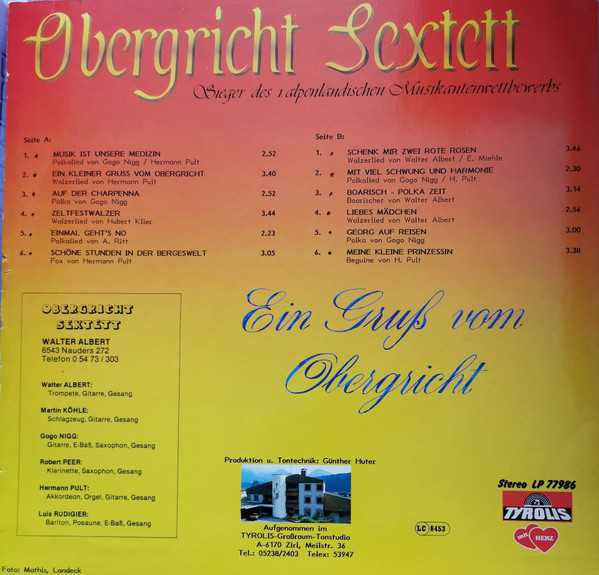 Obergricht Sextett
Sieger des 1. alpenländischen Musikantenwettbewerbs
Seite A:
1. MUSIK IST UNSERE MEDIZIN 2.52
Polkalied von Gogo Nigg / Hermann Pult
2. EIN KLEINER GRUSS VOM OBERGRICHT 3.40
Walzerlied von Hermann Pult
3. AUF DER CHARPENNA 2.52
Polka von Gogo Nigg
4. ZELTFESTWALZER 3.44
Walzerlied von Hubert Klier
5. EINMAL GEHT'S NO 2.23
Polkalied von A. Ritt
6. SCHÖNE STUNDEN IN DER BERGESWELT 3.05
Fox von Hermann Pult
Seite B:
1. SCHENK MIR ZWEI ROTE ROSEN 3.46
Walzerlied von Walter Albert / E. Miehle
2. MIT VIEL SCHWUNG UND HARMONIE 2.30
Polkalied von Gogo Nigg / H. Pult
3. BOARISCH - POLKA ZEIT 3.14
Boarischer von Walter Albert
4. LIEBES MÄDCHEN 2.56
Walzerlied von Walter Albert
5. GEORG AUF REISEN 3.00
Polka von Gogo Nigg
6. MEINE KLEINE PRINZESSIN 3.38
Beguine von H. Pult
OBERGRICHT
SEXTETT
WALTER ALBERT
6543 Nauders 272
Telefon 0 54 73 / 303
Walter ALBERT:
Trompete, Gitarre, Gesang
Martin KÖHLE:
Schlagzeug, Gitarre, Gesang
Gogo NIGG:
Gitarre, E-Baß, Saxophon, Gesang
Robert PEER:
Klarinette, Saxophon, Gesang
Hermann PULT:
Akkordeon, Orgel, Gitarre, Gesang
Luis RUDIGIER:
Bariton, Posaune, E-Baß, Gesang
Ein Gruß vom
Obergricht
Produktion u. Tontechnik: Günther Huter
Aufgenommen im
TYROLIS-Großraum-Tonstudio
A-6170 Zirl, Meilstr. 36
Tel.: 05238/2403 Telex: 53947
LC 8453
Stereo LP 77986
TYROLIS
mit HERZ
Foto: Mathis, Landeck